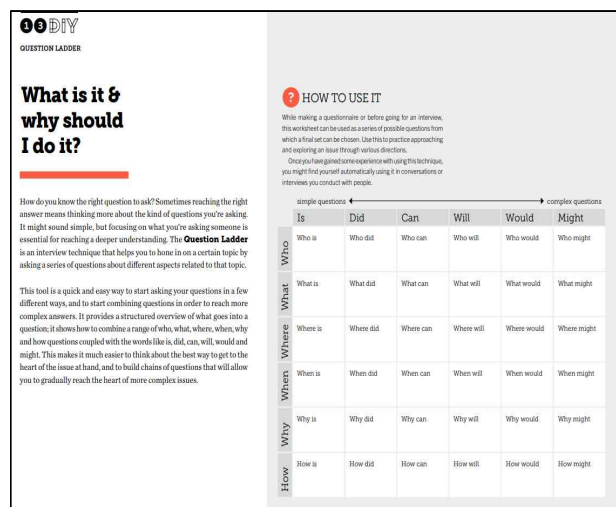 13 DIY
QUESTION LADDER
What is it &
why should
I do it?
How do you know the right question to ask? Sometimes reaching the right
answer means thinking more about the kind of questions you're asking.
It might sound simple, but focusing on what you're asking someone is
essential for reaching a deeper understanding. The Question Ladder
is an interview technique that helps you to hone in on a certain topic by
asking a series of questions about different aspects related to that topic.
This tool is a quick and easy way to start asking your questions in a few
different ways, and to start combining questions in order to reach more
complex answers. It provides a structured overview of what goes into a
question; it shows how to combine a range of who, what, where, when, why
and how questions coupled with the words like is, did, can, will, would and
might. This makes it much easier to think about the best way to get to the
heart of the issue at hand, and to build chains of questions that will allow
you to gradually reach the heart of more complex issues.
? HOW TO USE IT
While making a questionnaire or before going for an interview,
this worksheet can be used as a series of possible questions from
which a final set can be chosen. Use this to practice approaching
and exploring an issue through various directions.
Once you have gained some experience with using this technique,
you might find yourself automatically using it in conversations or
interviews you conduct with people.
simple questions complex questions
Is Did Can Will Would Might
Who Who is Who did Who can Who will Who would Who might
What What is What did What can What will What would What might
Where Where is Where did Where can Where will Where would Where might
When When is When did When can When will When would When might
Why Why is Why did Why can Why will Why would Why might
How How is How did How can How will How would How might